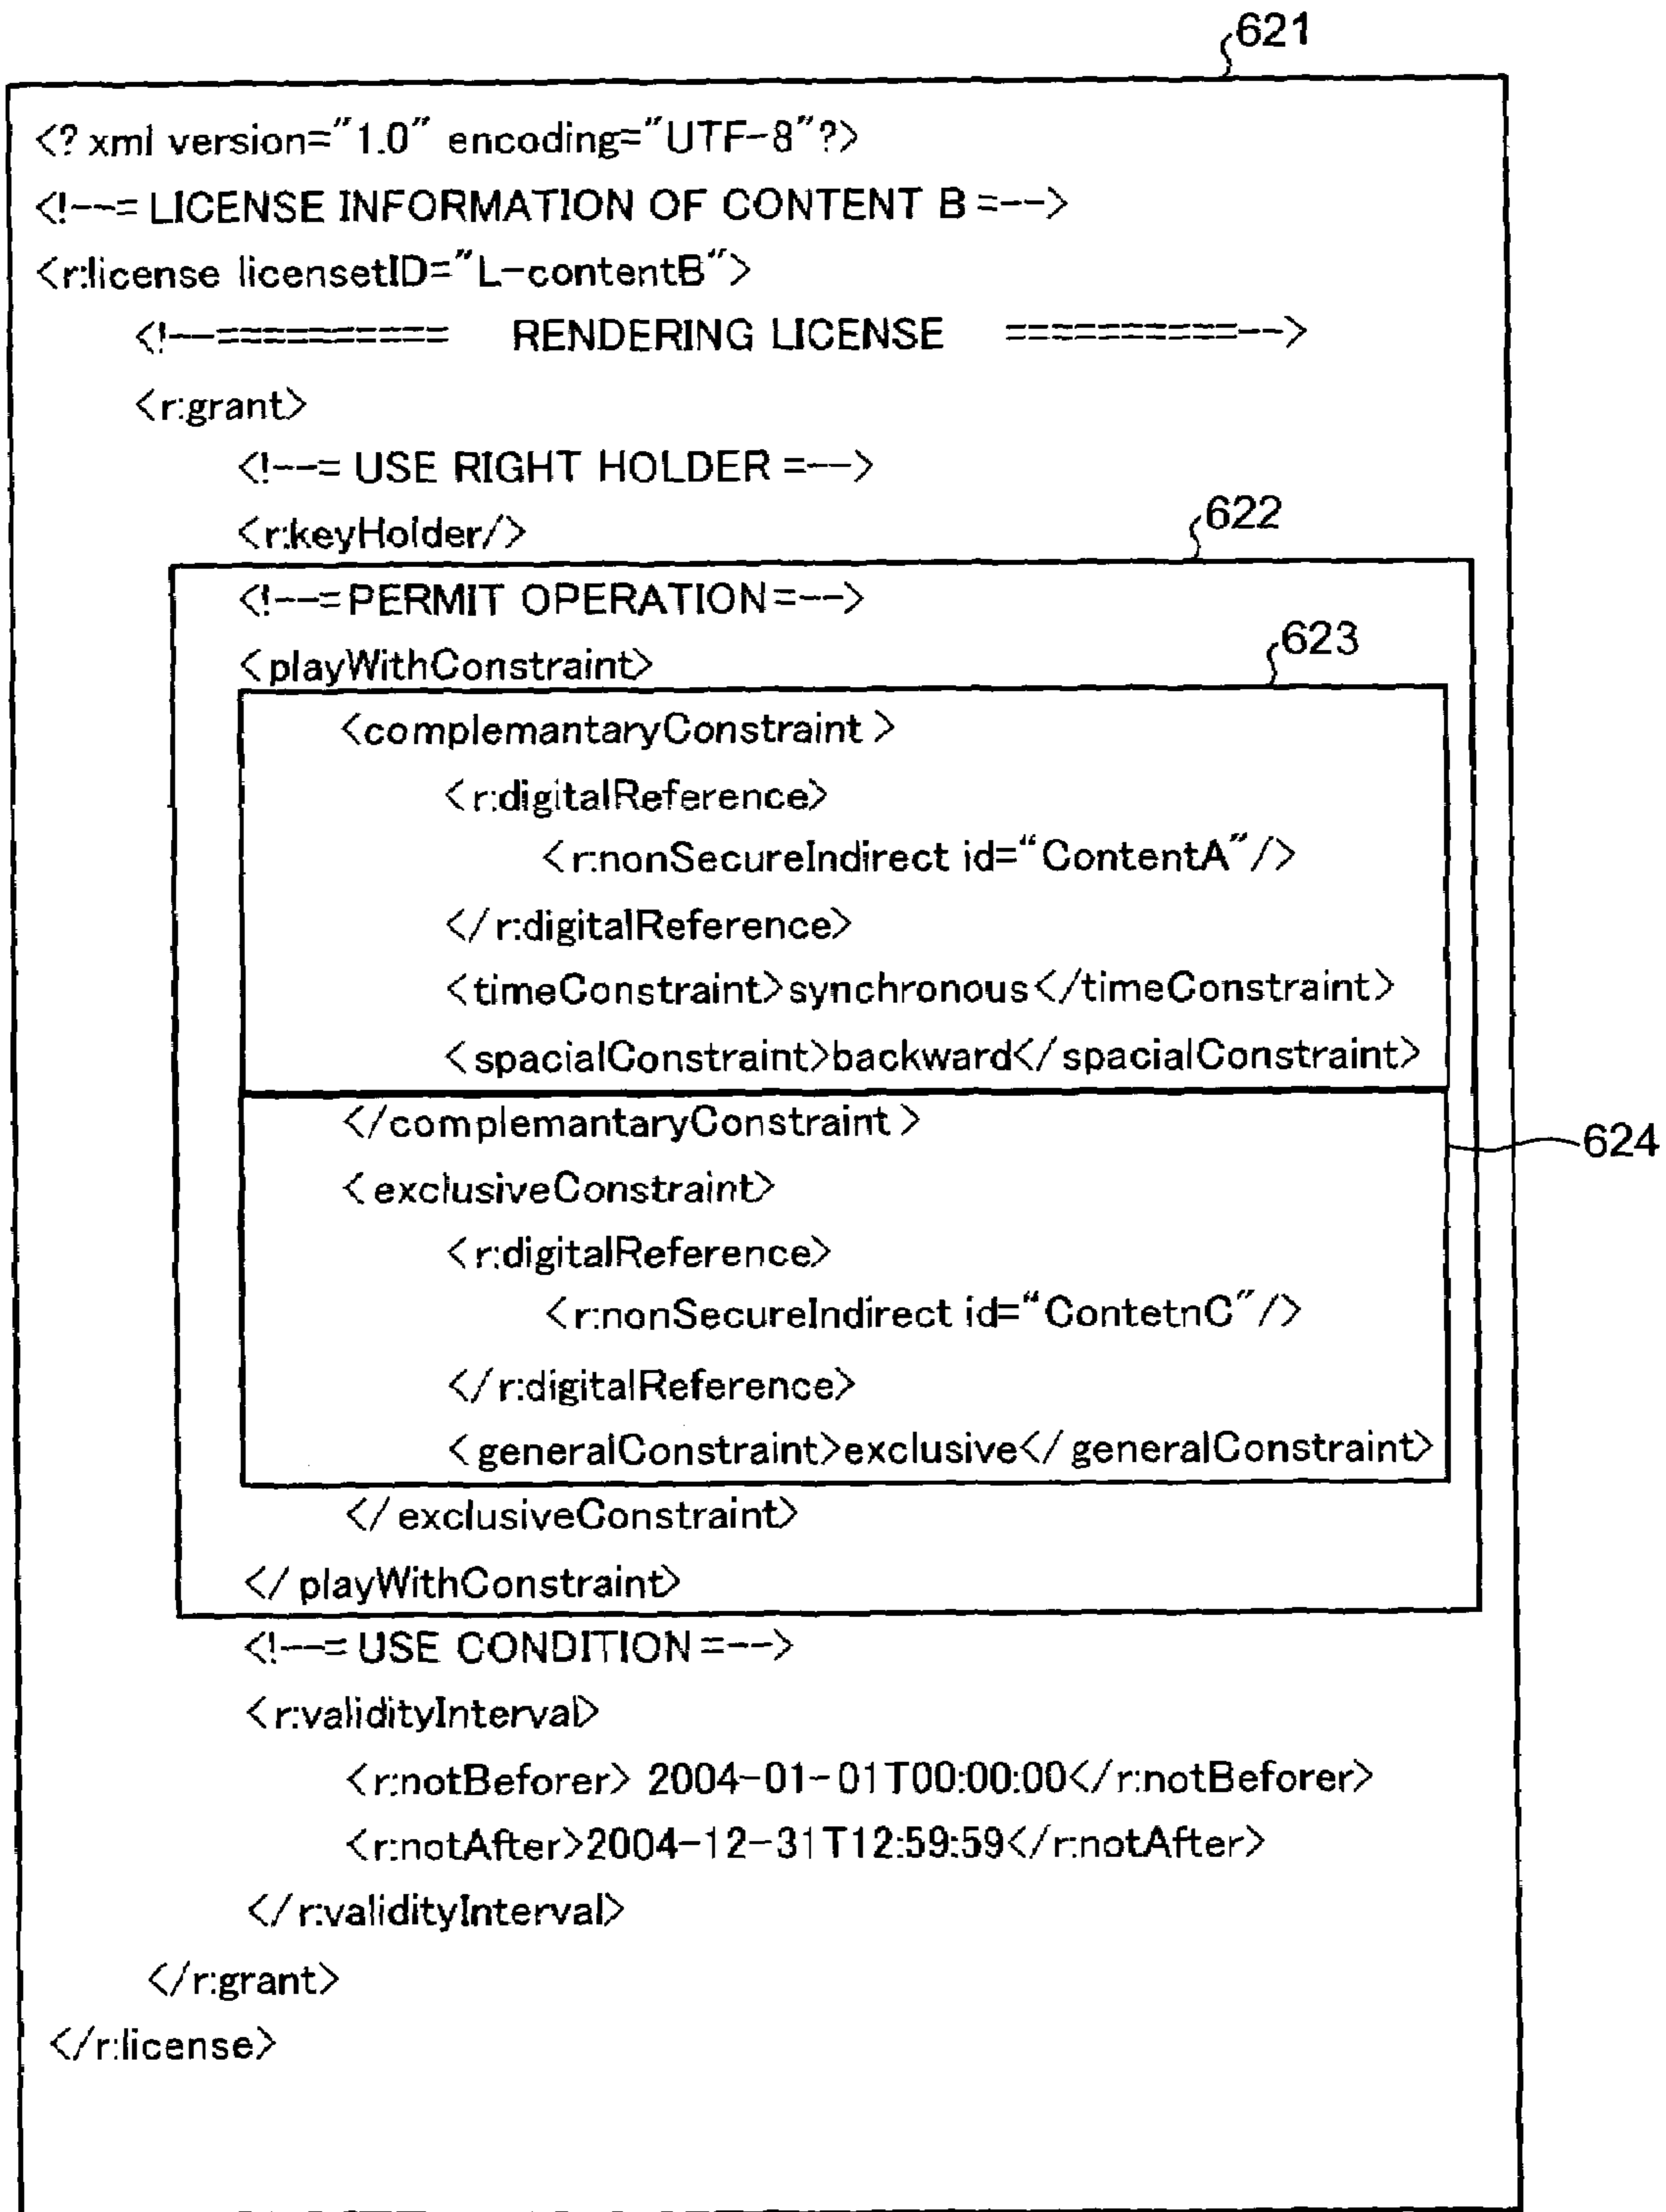 621
<? xml version="1.0" encoding="UTF-8"?>
<!--= LICENSE INFORMATION OF CONTENT B =-->
<r:license licensetID="L-contentB">
<!--========== RENDERING LICENSE ==========-->
<r:grant>
<!--= USE RIGHT HOLDER =-->
<r:keyHolder/>
622
<!--= PERMIT OPERATION =-->
<playWithConstraint>
623
<complemantaryConstraint >
<r:digitalReference>
<r:nonSecureIndirect id="ContentA"/>
</r:digitalReference>
<timeConstraint>synchronous</timeConstraint>
<spacialConstraint>backward</spacialConstraint>
</complemantaryConstraint >
624
<exclusiveConstraint>
<r:digitalReference>
<r:nonSecureIndirect id="ContetnC"/>
</r:digitalReference>
<generalConstraint>exclusive</generalConstraint>
</exclusiveConstraint>
</playWithConstraint>
<!--= USE CONDITION =-->
<r:validityInterval>
<r:notBeforer> 2004-01-01T00:00:00</r:notBeforer>
<r:notAfter>2004-12-31T12:59:59</r:notAfter>
</r:validityInterval>
</r:grant>
</r:license>